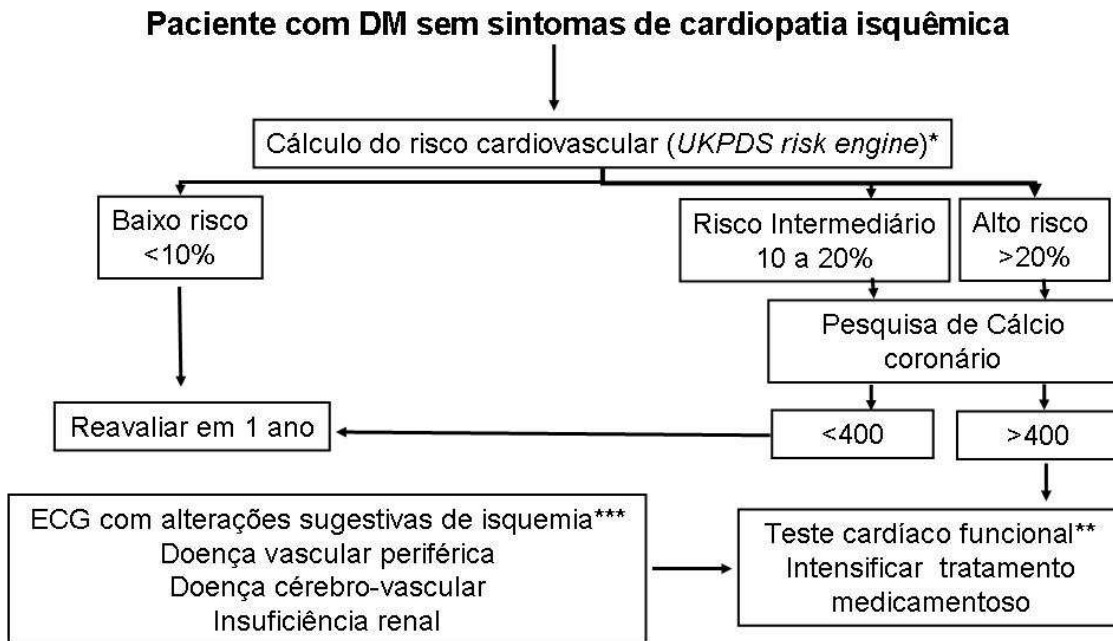 Paciente com DM sem sintomas de cardiopatia isquêmica
Cálculo do risco cardiovascular (UKPDS risk engine)*
Baixo risco
<10%
Risco Intermediário
10 a 20%
Alto risco
>20%
Pesquisa de Cálcio
coronário
Reavaliar em 1 ano
<400
>400
ECG com alterações sugestivas de isquemia***
Doença vascular periférica
Doença cérebro-vascular
Insuficiência renal
Teste cardíaco funcional**
Intensificar tratamento
medicamentoso